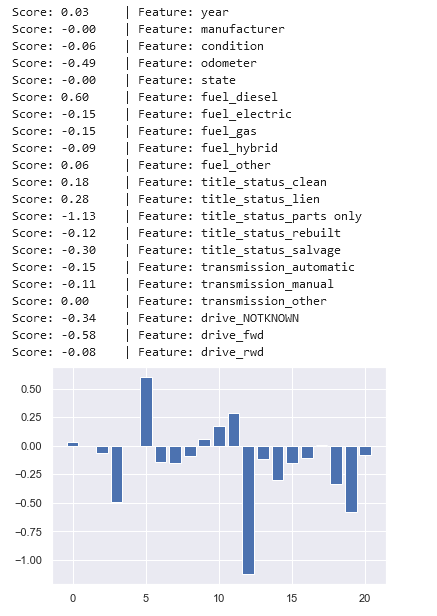 Score: 0.03 | Feature: year
Score: -0.00 | Feature: manufacturer
Score: -0.06 | Feature: condition
Score: -0.49 | Feature: odometer
Score: -0.00 | Feature: state
Score: 0.60 | Feature: fuel_diesel
Score: -0.15 | Feature: fuel_electric
Score: -0.15 | Feature: fuel_gas
Score: -0.09 | Feature: fuel_hybrid
Score: 0.06 | Feature: fuel_other
Score: 0.18 | Feature: title_status_clean
Score: 0.28 | Feature: title_status_lien
Score: -1.13 | Feature: title_status_parts only
Score: -0.12 | Feature: title_status_rebuilt
Score: -0.30 | Feature: title_status_salvage
Score: -0.15 | Feature: transmission_automatic
Score: -0.11 | Feature: transmission_manual
Score: 0.00 | Feature: transmission_other
Score: -0.34 | Feature: drive_NOTKNOWN
Score: -0.58 | Feature: drive_fwd
Score: -0.08 | Feature: drive_rwd
0.50
0.25
0.00
−0.25
−0.50
−0.75
−1.00
0 5 10 15 20